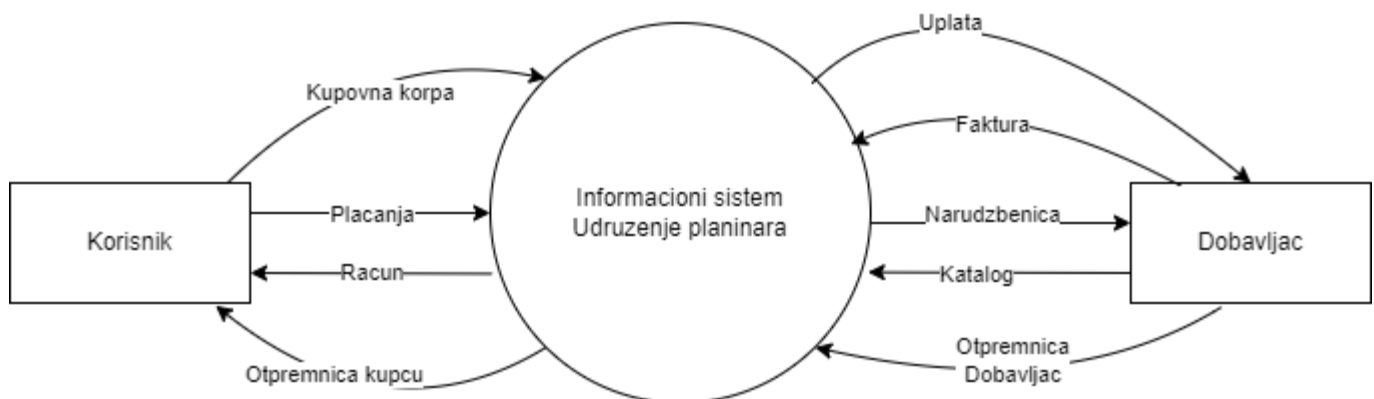 Uplata
Kupovna korpa
Faktura
Informacioni sistem
Udruzenje planinara
Placanja
Narudzbenica
Korisnik
Dobavljac
Racun
Katalog
Otpremnica kupcu
Otpremnica
Dobavljac